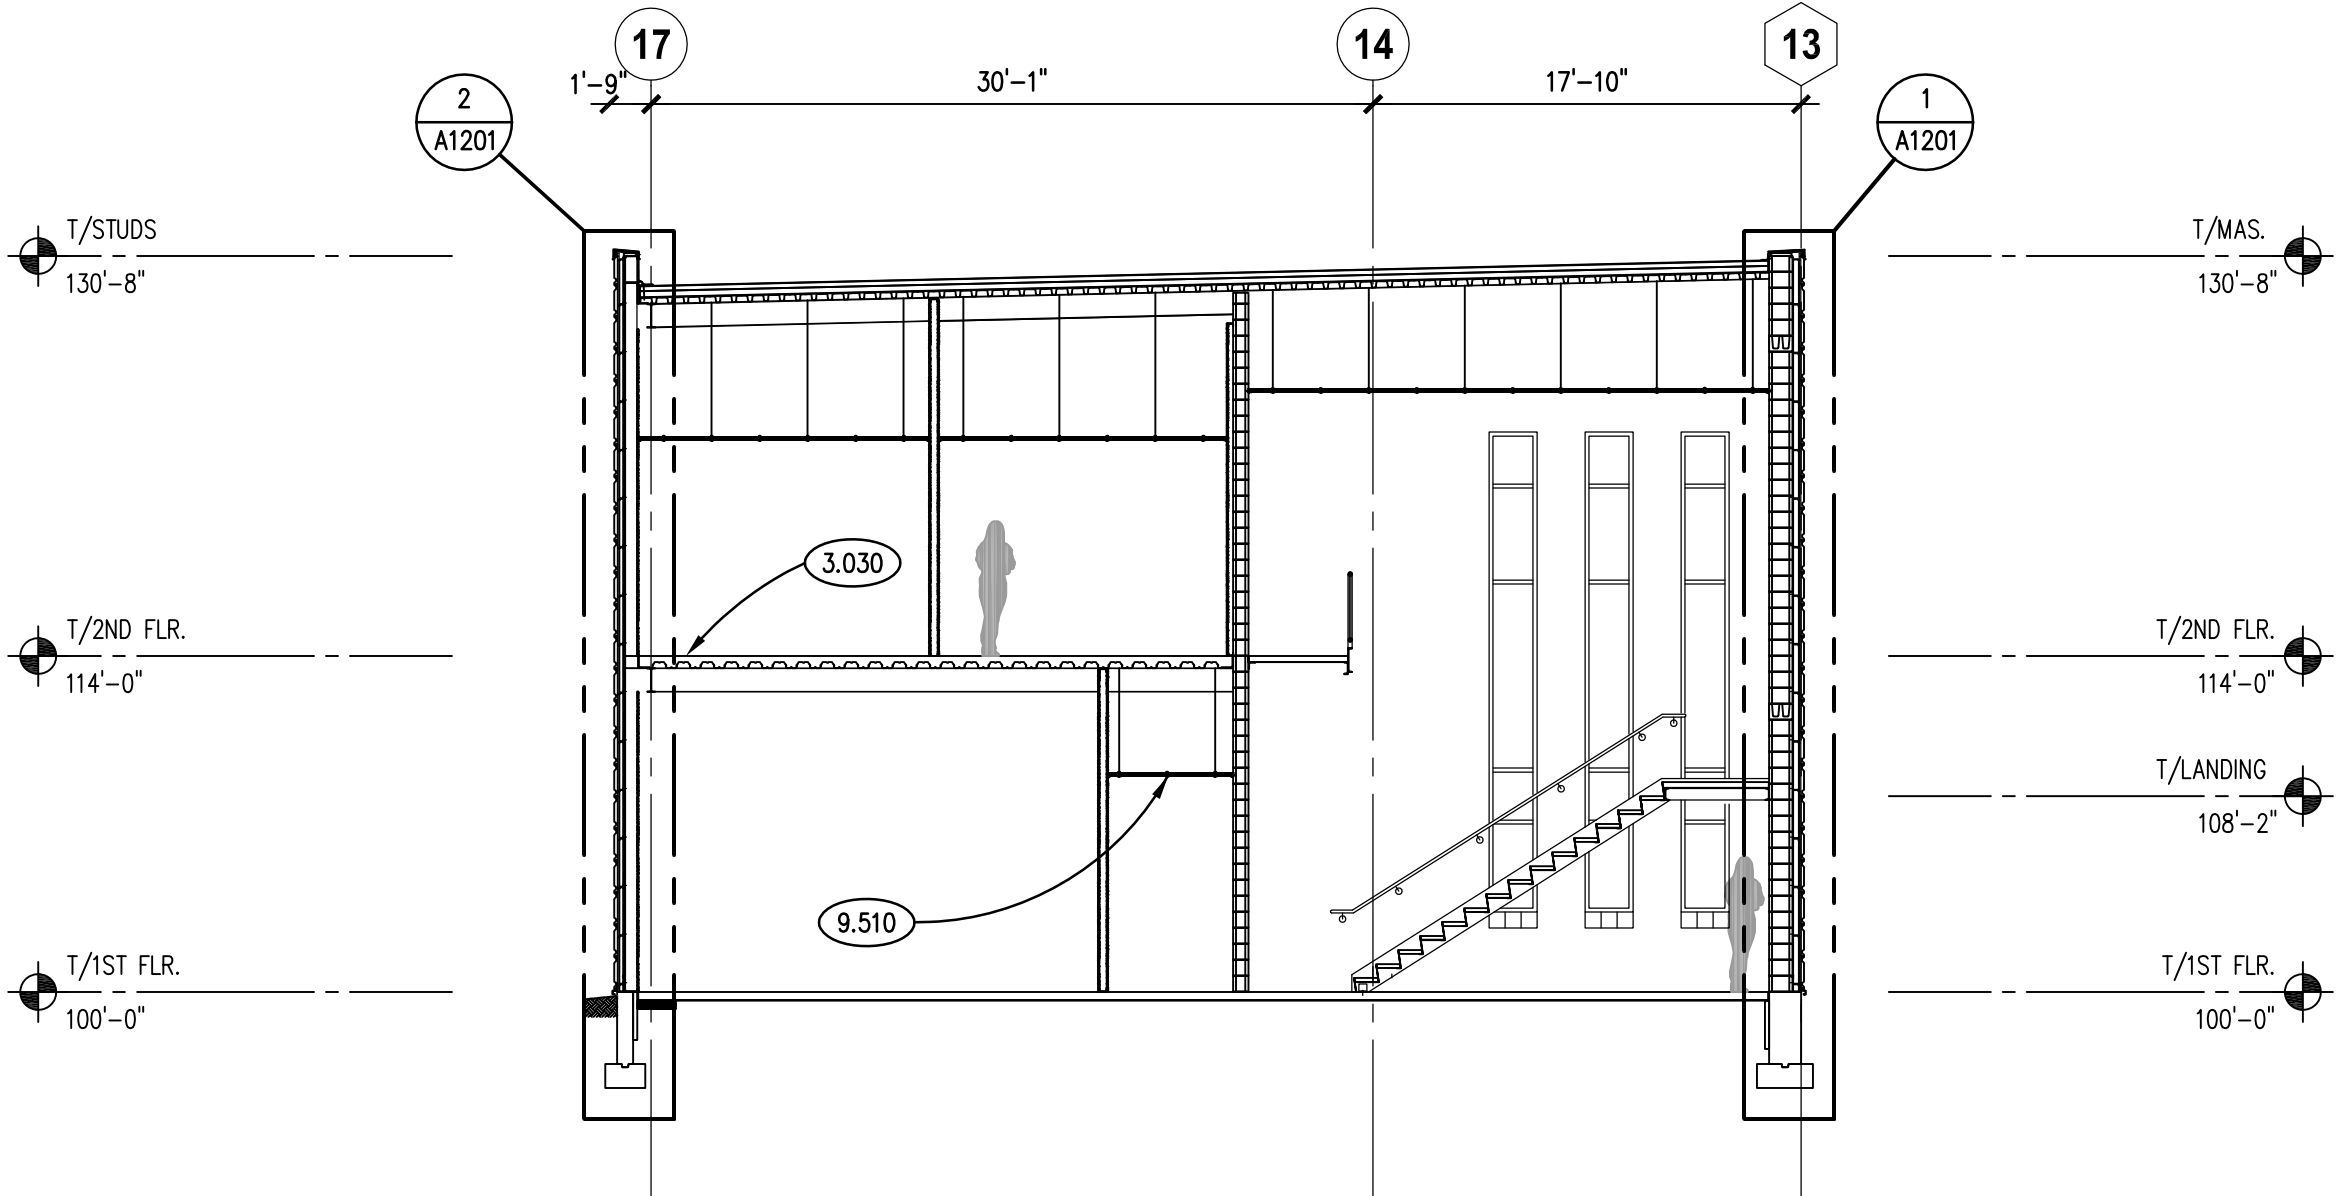 17
14
13
1'-9"
30'-1"
17'-10"
2
A1201
1
A1201
T/STUDS
130'-8"
T/MAS.
130'-8"
3.030
T/2ND FLR.
114'-0"
T/2ND FLR.
114'-0"
T/LANDING
108'-2"
9.510
T/1ST FLR.
100'-0"
T/1ST FLR.
100'-0"